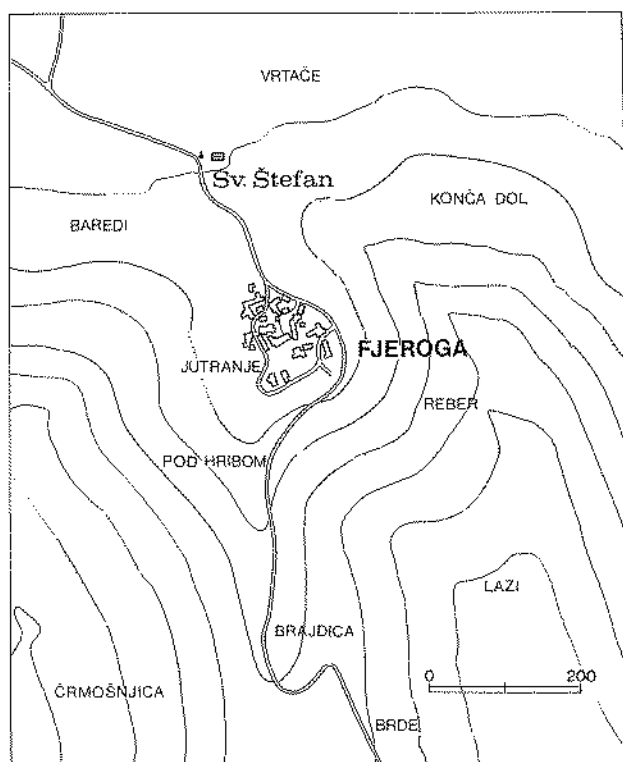 VRTAČE
Sv. Štefan
KONČA DOL
BAREDI
FJEROGA
JUTRANJE
REBER
POD HRIBOM
LAZI
BRAJDICA
0 200
ČRMOŠNJICA
BRDE